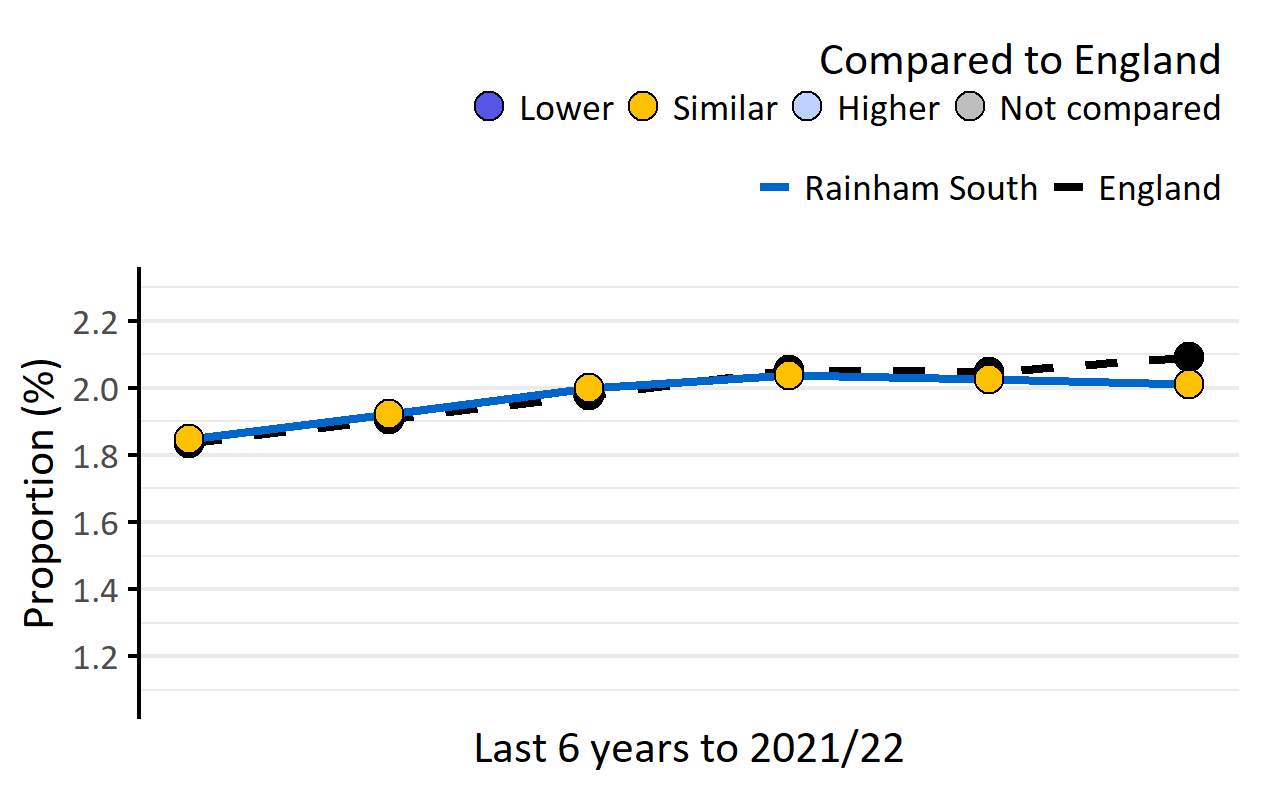 Compared to England
Lower Similar Higher Not compared
Rainham South England
Proportion (%)
2.2
2.0
1.8
1.6
1.4
1.2
Last 6 years to 2021/22